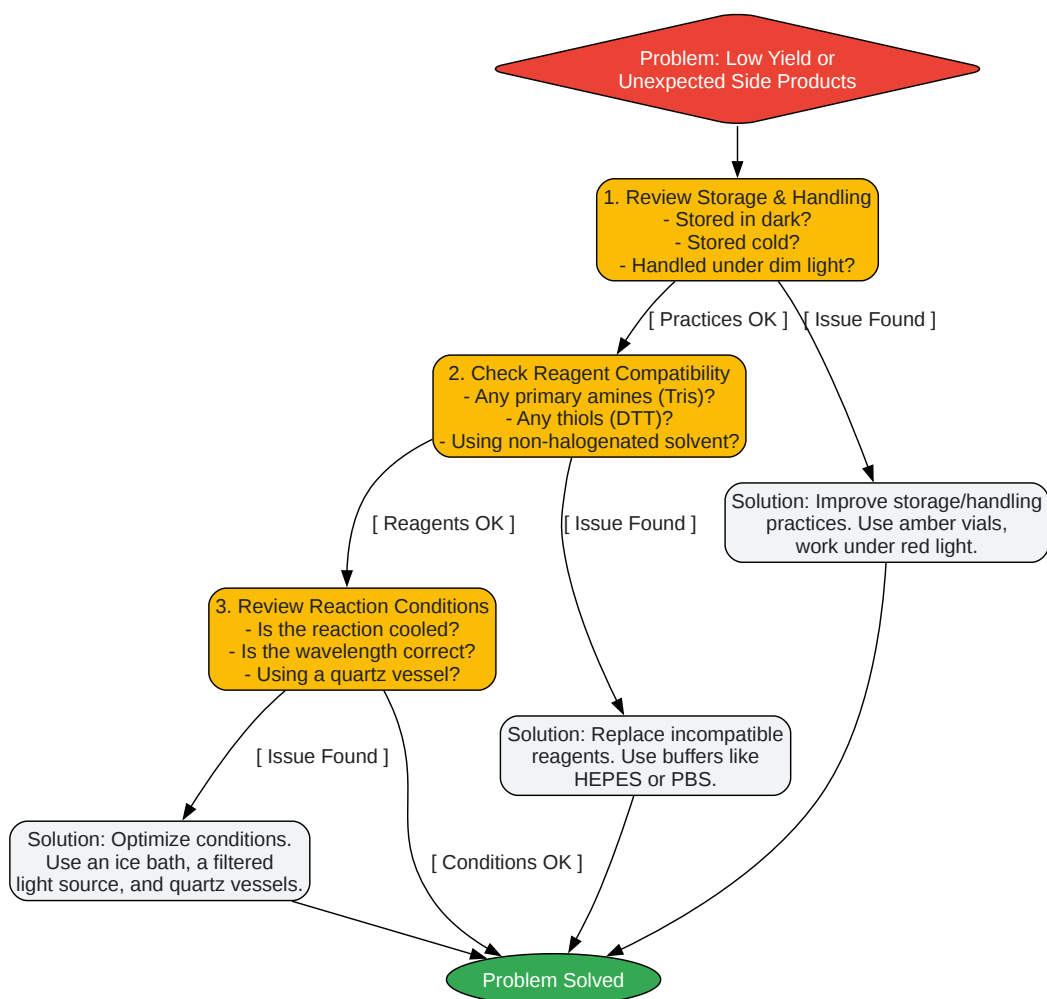 Problem: Low Yield or
Unexpected Side Products
1. Review Storage & Handling
- Stored in dark?
- Stored cold?
- Handled under dim light?
[ Practices OK ]
[ Issue Found ]
2. Check Reagent Compatibility
- Any primary amines (Tris)?
- Any thiols (DTT)?
- Using non-halogenated solvent?
[ Reagents OK ]
[ Issue Found ]
Solution: Improve storage/handling
practices. Use amber vials,
work under red light.
3. Review Reaction Conditions
- Is the reaction cooled?
- Is the wavelength correct?
- Using a quartz vessel?
[ Issue Found ]
Solution: Replace incompatible
reagents. Use buffers like
HEPES or PBS.
Solution: Optimize conditions.
Use an ice bath, a filtered
light source, and quartz vessels.
[ Conditions OK ]
Problem Solved